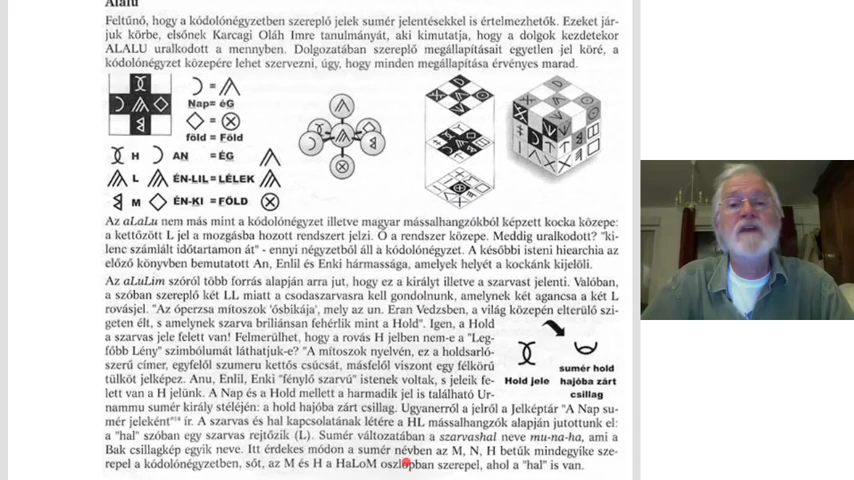 Alalu
Feltűnő, hogy a kódolónégyzetben szereplő jelek sumér jelentésekkel is értelmezhetők. Ezeket jár-
juk körbe, elsőnek Karcagi Oláh Imre tanulmányát, aki kimutatja, hogy a dolgok kezdetekor
ALALU uralkodott a mennyben. Dolgozatában szereplő megállapításait egyetlen jel köré, a
kódolónégyzet közepére lehet szervezni, úgy, hogy minden megállapítása érvényes marad.
Nap= éG
föld = Föld
H AN =ÉG
L ÉN-LIL=LÉLEK
M ÉN-KI =FÖLD
Az aLaLu nem más mint a kódolónégyzet illetve magyar mássalhangzókból képzett kocka közepe:
a kettőzött L jel a mozgásba hozott rendszert jelzi. Ő a rendszer közepe. Meddig uralkodott? "ki-
lenc számlált időtartamon át" - ennyi négyzetből áll a kódolónégyzet. A későbbi isteni hiearchia az
előző könyvben bemutatott An, Enlil és Enki hármassága, amelyek helyét a kockánk kijelöli.
Az aLuLim szóról több forrás alapján arra jut, hogy ez a királyt illetve a szarvast jelenti. Valóban,
a szóban szereplő két LL miatt a csodaszarvasra kell gondolnunk, amelynek két agancsa a két L
rovásjel. "Az óperzsa mítoszok 'ősbikája', mely az un. Eran Vedzsben, a világ közepén elterülő szi-
geten élt, s amelynek szarva briliánsan fehérlik mint a Hold". Igen, a Hold
a szarvas jele felett van! Felmerülhet, hogy a rovás H jelben nem-e a "Leg-
főbb Lény" szimbólumát láthatjuk-e? "A mítoszok nyelvén, ez a holdsarló-
szerű címer, egyfelől szumeru kettős csúcsát, másfelől viszont egy félkörű
tülköt jelképez. Anu, Enlil, Enki "fénylő szarvú" istenek voltak, s jeleik fe-
lett van a H jelünk. A Nap és a Hold mellett a harmadik jel is található Ur-
nammu sumér király stéléjén: a hold hajóba zárt csillag. Ugyanerről a jelről a Jelképtár "A Nap su-
mér jeleként" ír. A szarvas és hal kapcsolatának létére a HL mássalhangzók alapján jutottunk el:
a "hal" szóban egy szarvas rejtőzik (L). Sumér változatában a szarvashal neve mu-na-ha, ami a
Bak csillagkép egyik neve. Itt érdekes módon a sumér névben az M, N, H betűk mindegyike sze-
repel a kódolónégyzetben, sőt, az M és H a HaLoM oszlopban szerepel, ahol a "hal" is van.
Hold jele
sumér hold
hajóba zárt
csillag